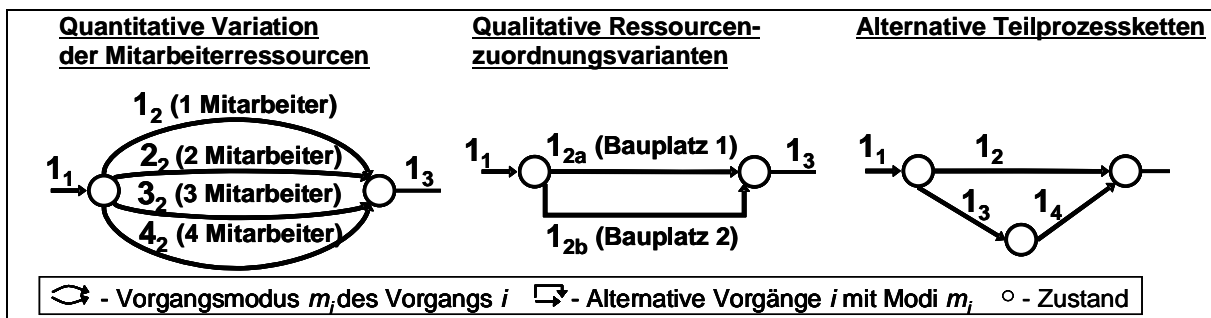 Quantitative Variation
der Mitarbeiterressourcen
1₁
1₂ (1 Mitarbeiter)
2₂ (2 Mitarbeiter)
3₂ (3 Mitarbeiter)
4₂ (4 Mitarbeiter)
1₃
Qualitative Ressourcen-
zuordnungsvarianten
1₁
1₂ₐ (Bauplatz 1)
1₃
1₂b (Bauplatz 2)
Alternative Teilprozessketten
1₁
1₂
1₃
1₄
- Vorgangsmodus mᵢ des Vorgangs i - Alternative Vorgänge i mit Modi mᵢ - Zustand